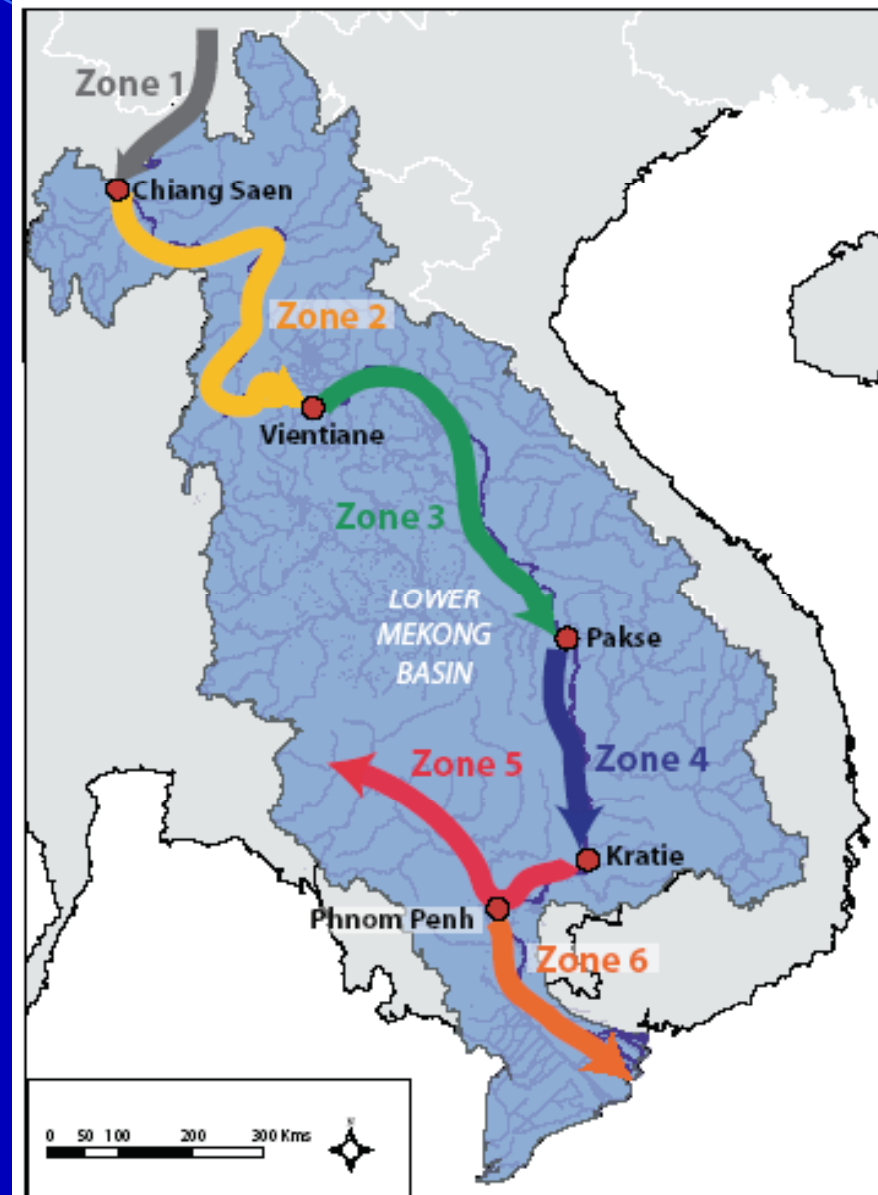 Zone 1
Chiang Saen
Zone 2
Vientiane
Zone 3
LOWER
MEKONG
BASIN
Pakse
Zone 5
Zone 4
Kratie
Phnom Penh
Zone 6
0 50 100 200 300 Kms
N